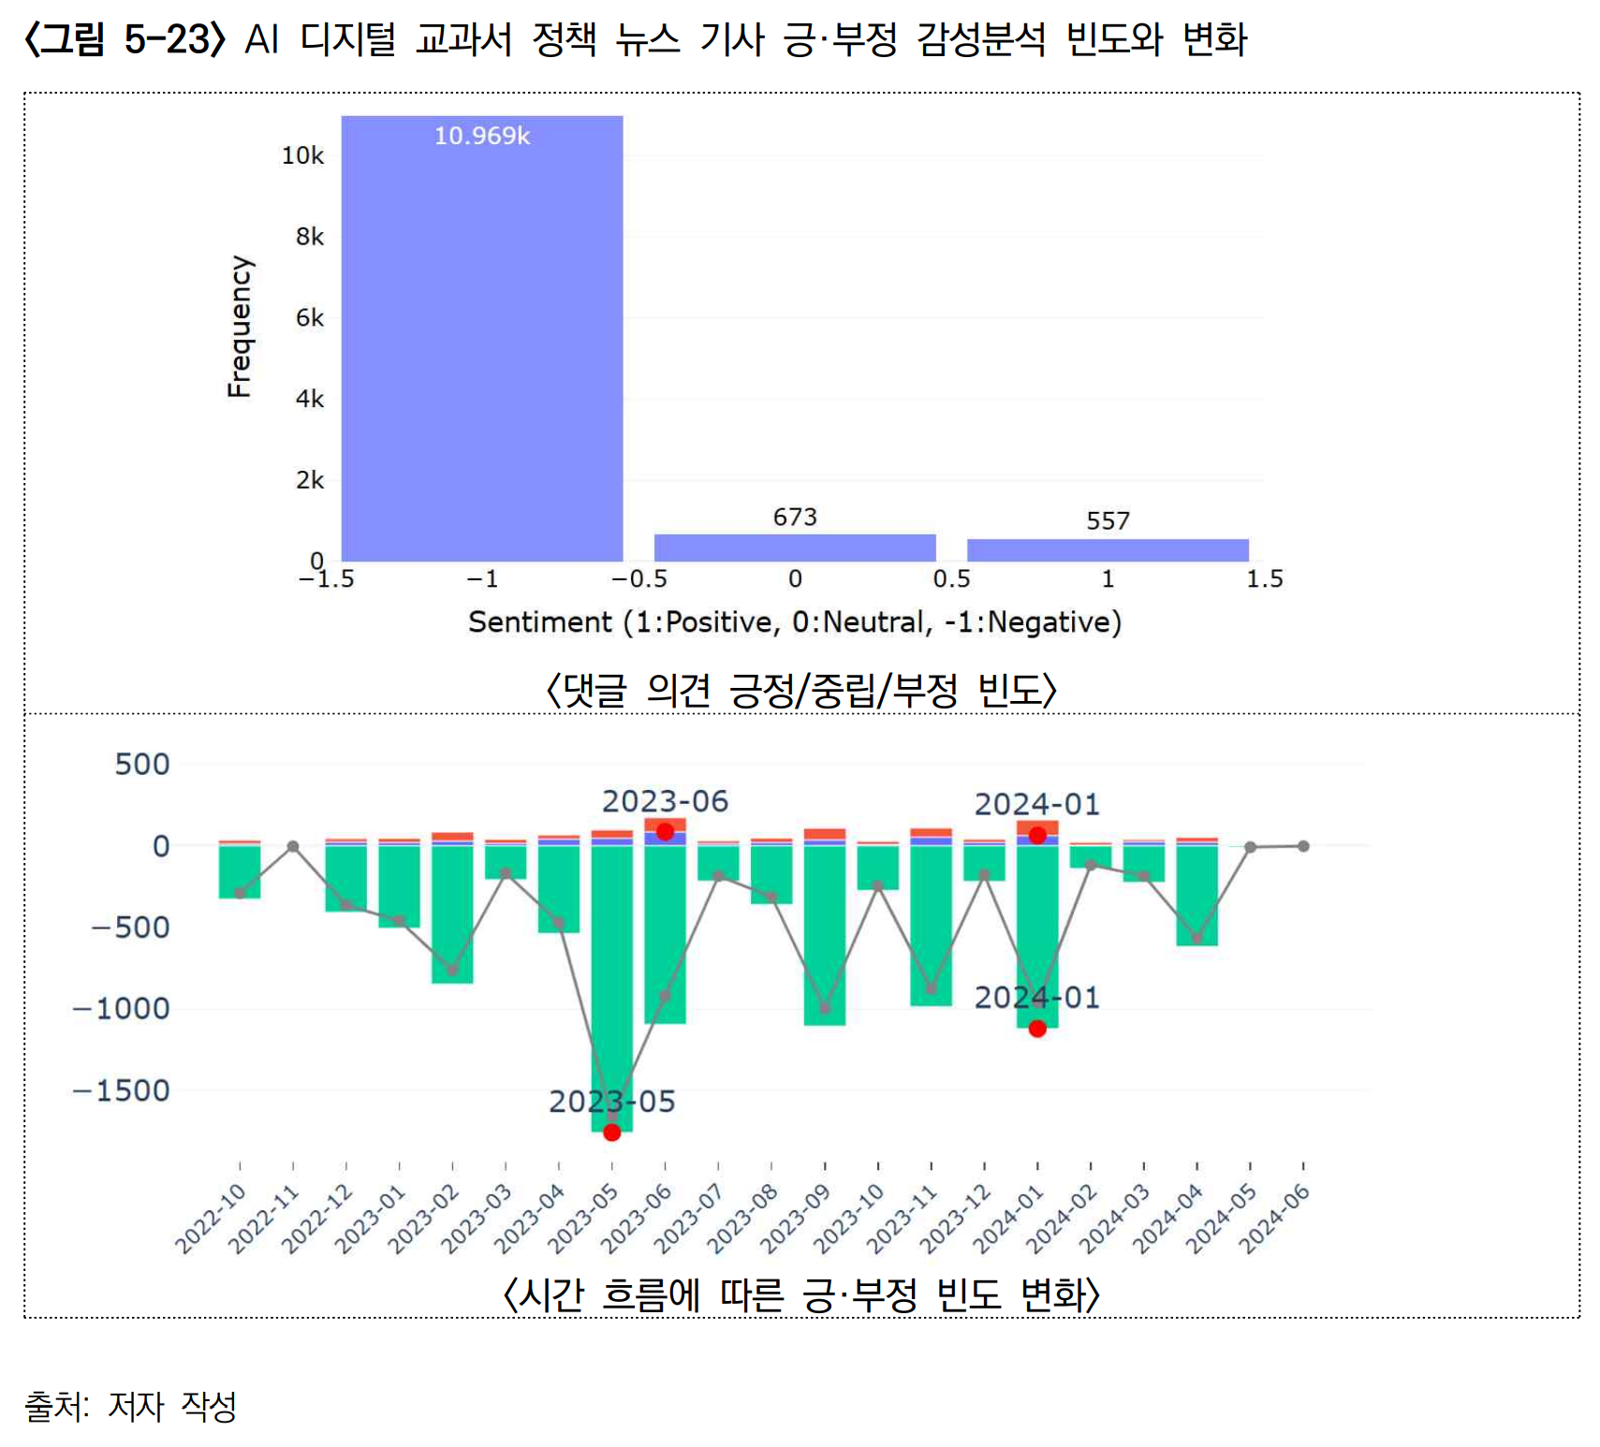 <그림 5-23> AI 디지털 교과서 정책 뉴스 기사 긍·부정 감성분석 빈도와 변화
10.969k
10k
8k
6k
4k
2k
0
Frequency
673
557
−1.5 −1 −0.5 0 0.5 1 1.5
Sentiment (1:Positive, 0:Neutral, -1:Negative)
<댓글 의견 긍정/중립/부정 빈도>
500
0
−500
−1000
−1500
2023-06
2024-01
2024-01
2023-05
2022-10 2022-11 2022-12 2023-01 2023-02 2023-03 2023-04 2023-05 2023-06 2023-07 2023-08 2023-09 2023-10 2023-11 2023-12 2024-01 2024-02 2024-03 2024-04 2024-05 2024-06
<시간 흐름에 따른 긍·부정 빈도 변화>
출처: 저자 작성